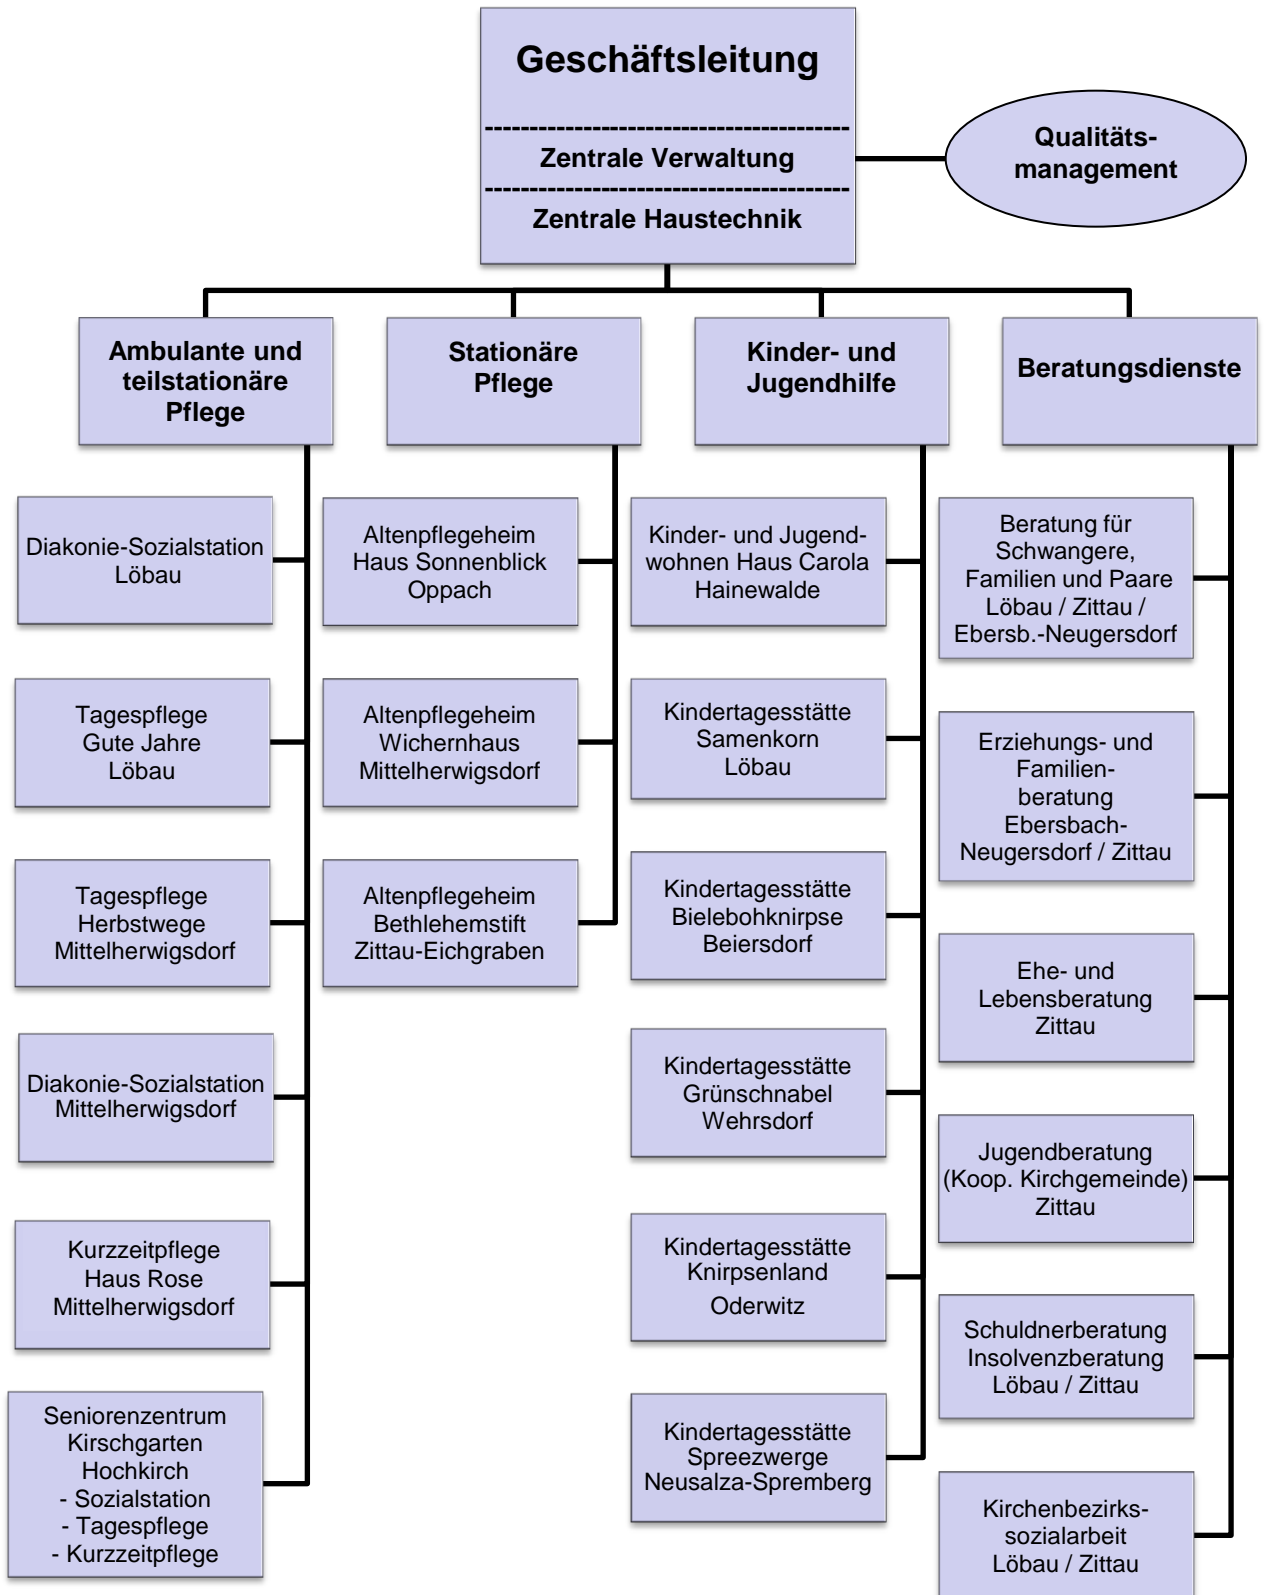 Geschäftsleitung
Zentrale Verwaltung
Zentrale Haustechnik
Qualitäts-
management
Ambulante und
teilstationäre
Pflege
Diakonie-Sozialstation
Löbau
Tagespflege
Gute Jahre
Löbau
Tagespflege
Herbstwege
Mittelherwigsdorf
Diakonie-Sozialstation
Mittelherwigsdorf
Kurzzeitpflege
Haus Rose
Mittelherwigsdorf
Seniorenzentrum
Kirschgarten
Hochkirch
- Sozialstation
- Tagespflege
- Kurzzeitpflege
Stationäre
Pflege
Altenpflegeheim
Haus Sonnenblick
Oppach
Altenpflegeheim
Wichernhaus
Mittelherwigsdorf
Altenpflegeheim
Bethlehemstift
Zittau-Eichgraben
Kinder- und
Jugendhilfe
Kinder- und Jugend-
wohnen Haus Carola
Hainewalde
Kindertagesstätte
Samenkorn
Löbau
Kindertagesstätte
Bielebohknirpse
Beiersdorf
Kindertagesstätte
Grünschnabel
Wehrsdorf
Kindertagesstätte
Knirpsenland
Oderwitz
Kindertagesstätte
Spreezwerge
Neusalza-Spremberg
Beratungsdienste
Beratung für
Schwangere,
Familien und Paare
Löbau / Zittau /
Ebersb.-Neugersdorf
Erziehungs- und
Familien-
beratung
Ebersbach-
Neugersdorf / Zittau
Ehe- und
Lebensberatung
Zittau
Jugendberatung
(Koop. Kirchgemeinde)
Zittau
Schuldnerberatung
Insolvenzberatung
Löbau / Zittau
Kirchenbezirks-
sozialarbeit
Löbau / Zittau